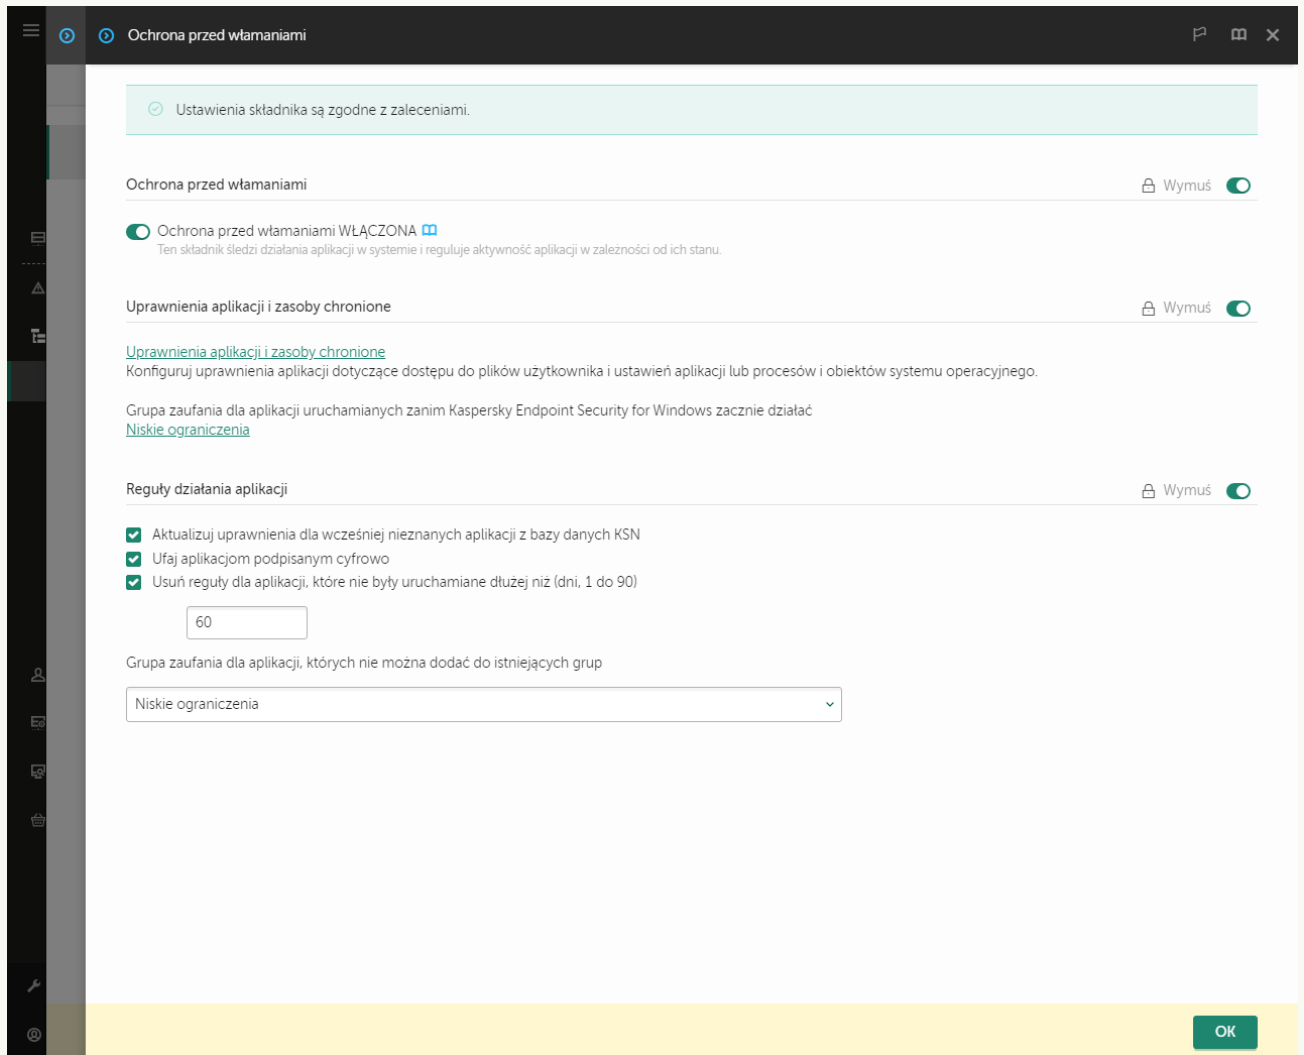 Ochrona przed włamaniami
Ustawienia składnika są zgodne z zaleceniami.
Ochrona przed włamaniami
Wymuś
Ochrona przed włamaniami WŁĄCZONA
Ten składnik śledzi działania aplikacji w systemie i reguluje aktywność aplikacji w zależności od ich stanu.
Uprawnienia aplikacji i zasoby chronione
Wymuś
Uprawnienia aplikacji i zasoby chronione
Konfiguruj uprawnienia aplikacji dotyczące dostępu do plików użytkownika i ustawień aplikacji lub procesów i obiektów systemu operacyjnego.
Grupa zaufania dla aplikacji uruchamianych zanim Kaspersky Endpoint Security for Windows zacznie działać
Niskie ograniczenia
Reguły działania aplikacji
Wymuś
Aktualizuj uprawnienia dla wcześniej nieznanych aplikacji z bazy danych KSN
Ufaj aplikacjom podpisanym cyfrowo
Usuń reguły dla aplikacji, które nie były uruchamiane dłużej niż (dni, 1 do 90)
60
Grupa zaufania dla aplikacji, których nie można dodać do istniejących grup
Niskie ograniczenia
OK